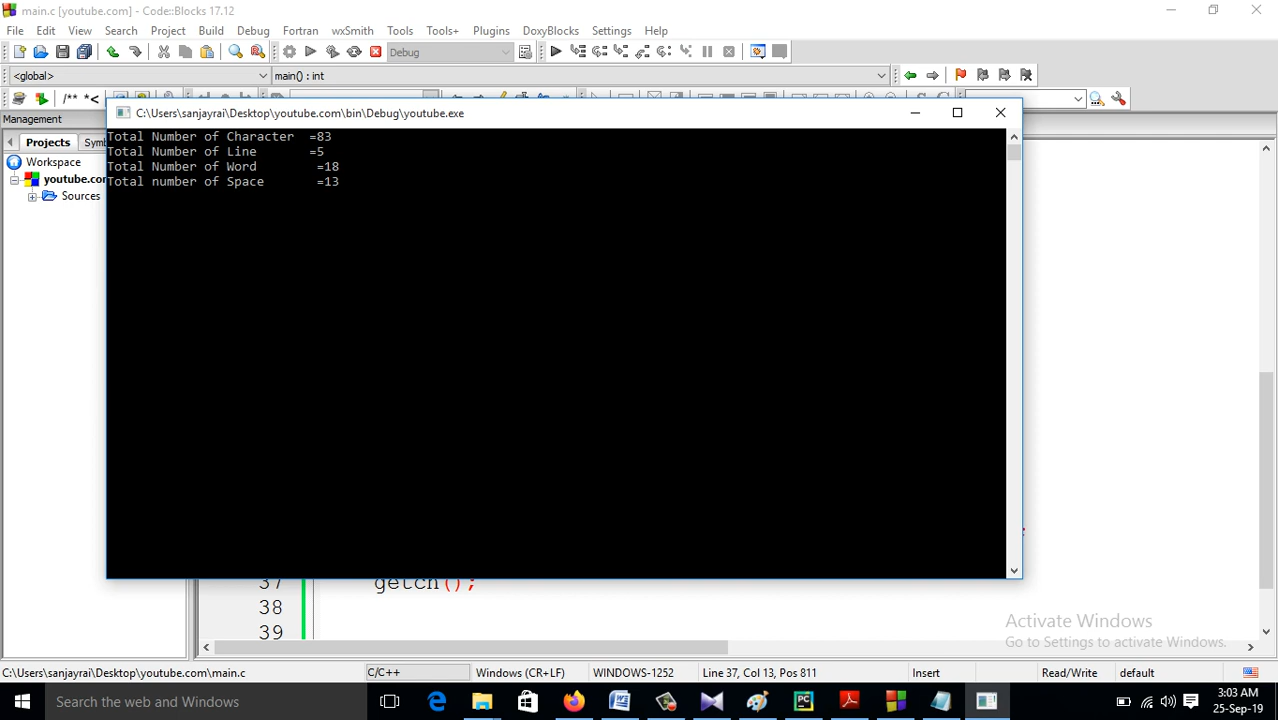 main.c [youtube.com] - Code::Blocks 17.12
File Edit View Search Project Build Debug Fortran wxSmith Tools Tools+ Plugins DoxyBlocks Settings Help
Debug
<global> main() : int
/** *<
Management
C:\Users\sanjayrai\Desktop\youtube.com\bin\Debug\youtube.exe
Projects Sym
Workspace
youtube.co
Sources
Total Number of Character =83
Total Number of Line =5
Total Number of Word =18
Total number of Space =13
37 getch();
38
39
Activate Windows
Go to Settings to activate Windows.
C:\Users\sanjayrai\Desktop\youtube.com\main.c C/C++ Windows (CR+LF) WINDOWS-1252 Line 37, Col 13, Pos 811 Insert Read/Write default
Search the web and Windows
3:03 AM
25-Sep-19